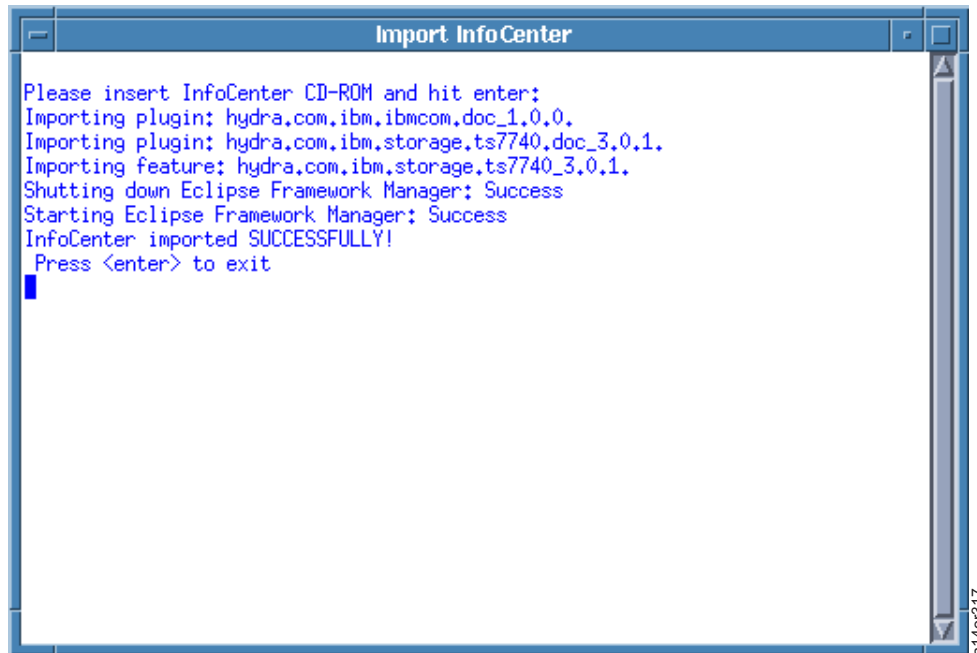 Import InfoCenter
Please insert InfoCenter CD-ROM and hit enter:
Importing plugin: hydra.com.ibm.ibmcom.doc_1.0.0.
Importing plugin: hydra.com.ibm.storage.ts7740.doc_3.0.1.
Importing feature: hydra.com.ibm.storage.ts7740_3.0.1.
Shutting down Eclipse Framework Manager: Success
Starting Eclipse Framework Manager: Success
InfoCenter imported SUCCESSFULLY!
Press <enter> to exit